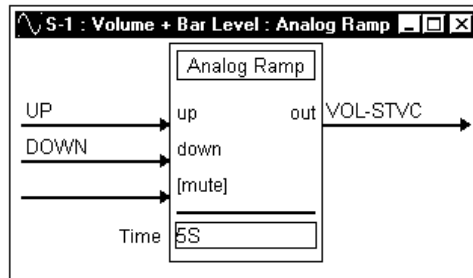 S-1 : Volume + Bar Level : Analog Ramp
Analog Ramp
UP up out VOL-STVC
DOWN down
[mute]
Time 5S